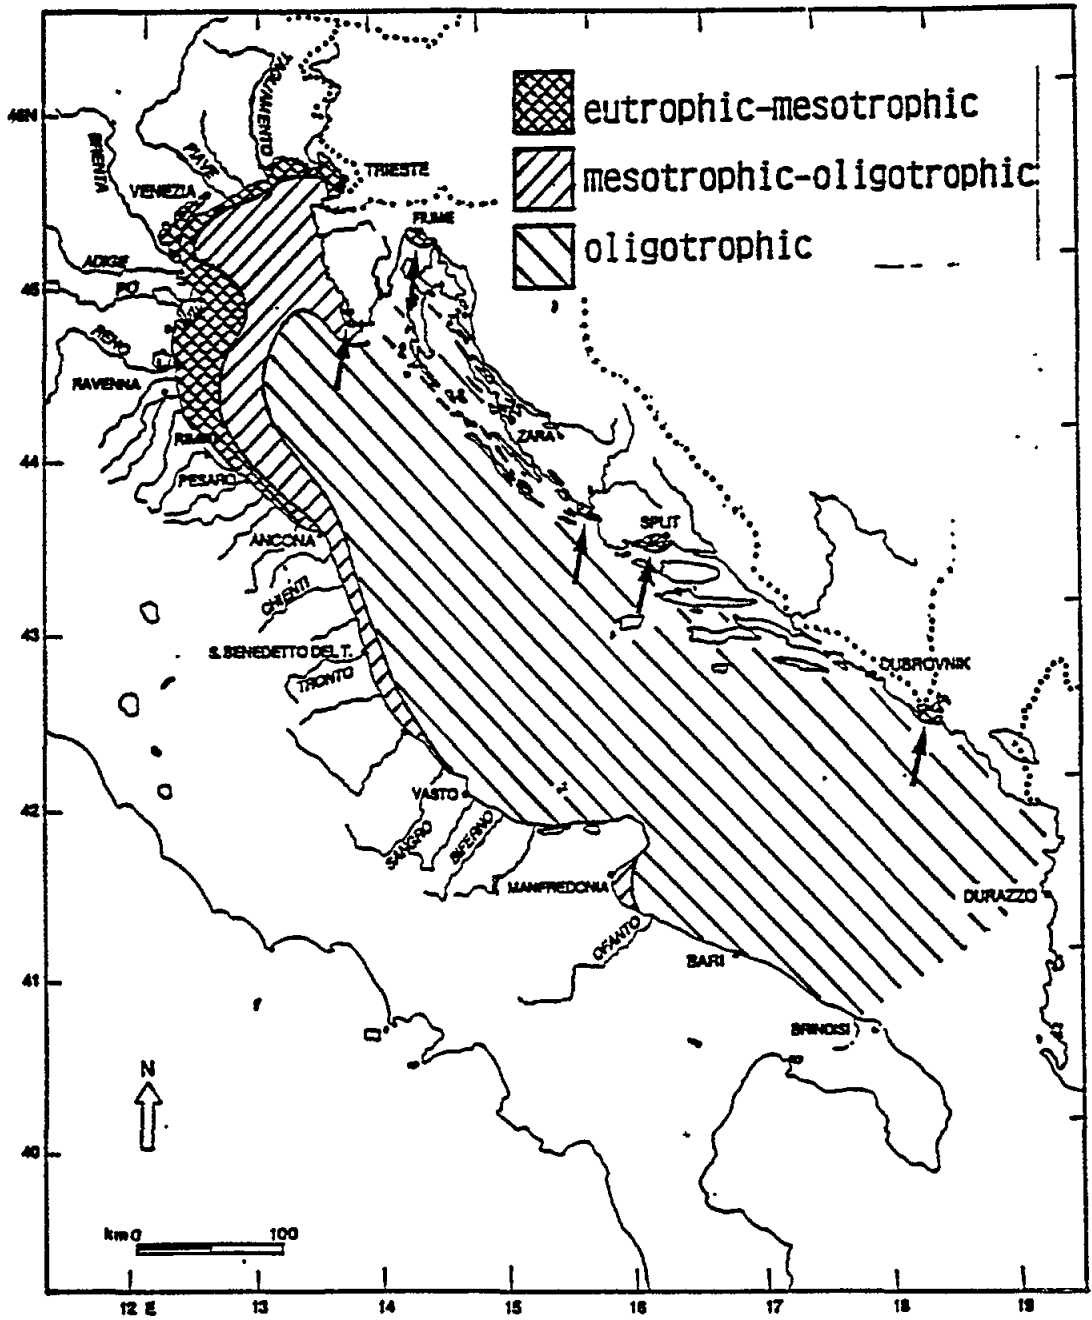 eutrophic-mesotrophic
mesotrophic-oligotrophic
oligotrophic
46N
TAGLIAMENTO
BRENTA
PIAVE
VENEZIA
TRIESTE
FIUME
ADIGE
45
PO
RENO
RAVENNA
RIMINI
ZARA
44
PESARO
SPLIT
ANCONA
CHIENTI
43
S. BENEDETTO DEL T.
DUBROVNIK
TRONTO
VASTO
42
SANGRO
BIFERNO
MANFREDONIA
DURAZZO
OFANTO
BARI
41
BRINDISI
N
40
km 0 100
12 E 13 14 15 16 17 18 19